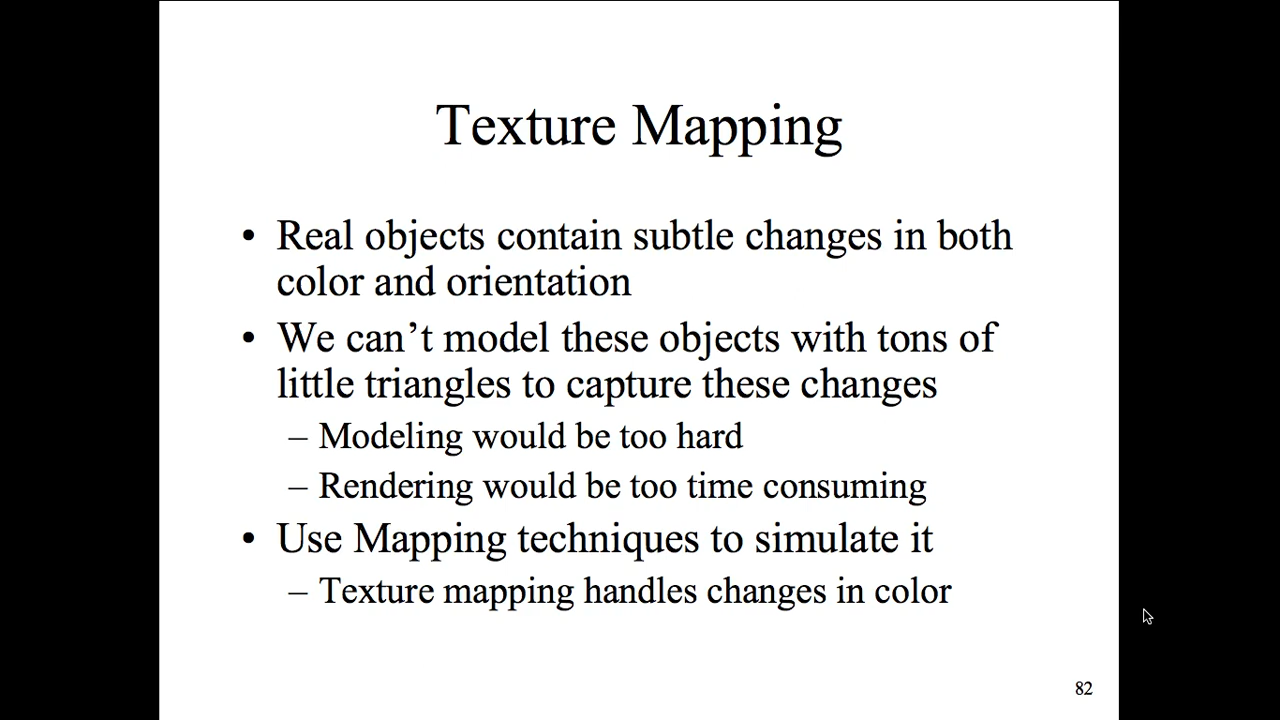 Texture Mapping
• Real objects contain subtle changes in both
color and orientation
• We can’t model these objects with tons of
little triangles to capture these changes
– Modeling would be too hard
– Rendering would be too time consuming
• Use Mapping techniques to simulate it
– Texture mapping handles changes in color
82